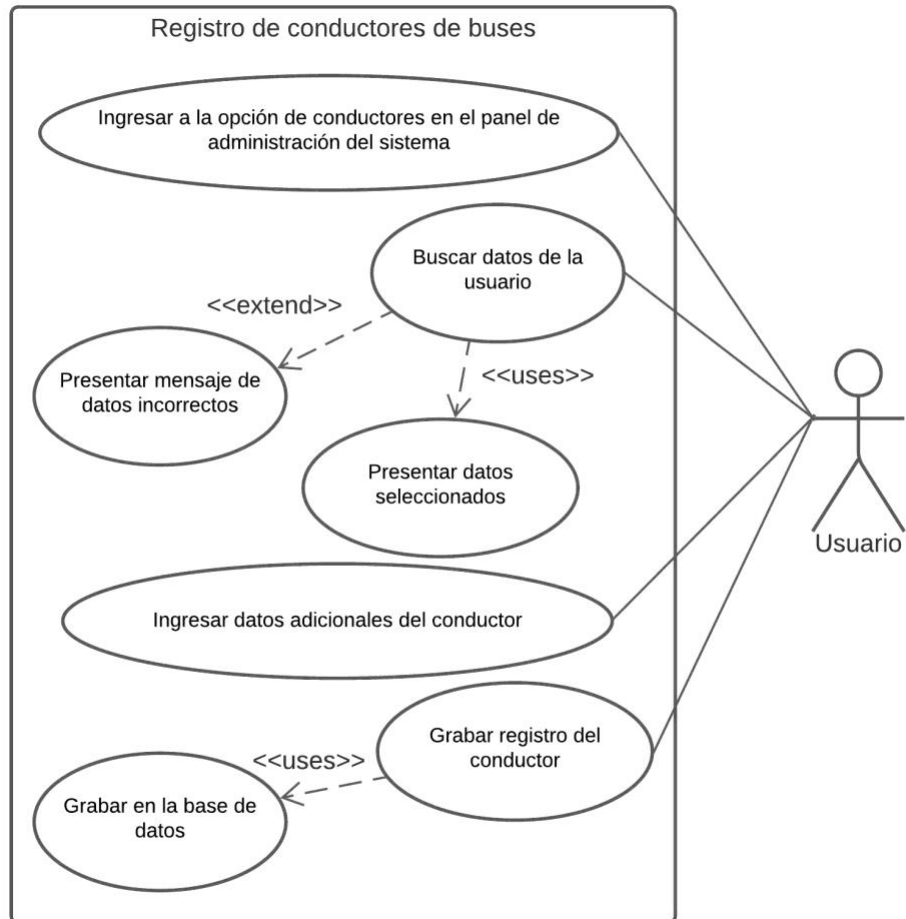 Registro de conductores de buses
Ingresar a la opción de conductores en el panel de
administración del sistema
Buscar datos de la
usuario
<<extend>>
Presentar mensaje de
datos incorrectos
<<uses>>
Presentar datos
seleccionados
Usuario
Ingresar datos adicionales del conductor
Grabar registro del
conductor
<<uses>>
Grabar en la base de
datos